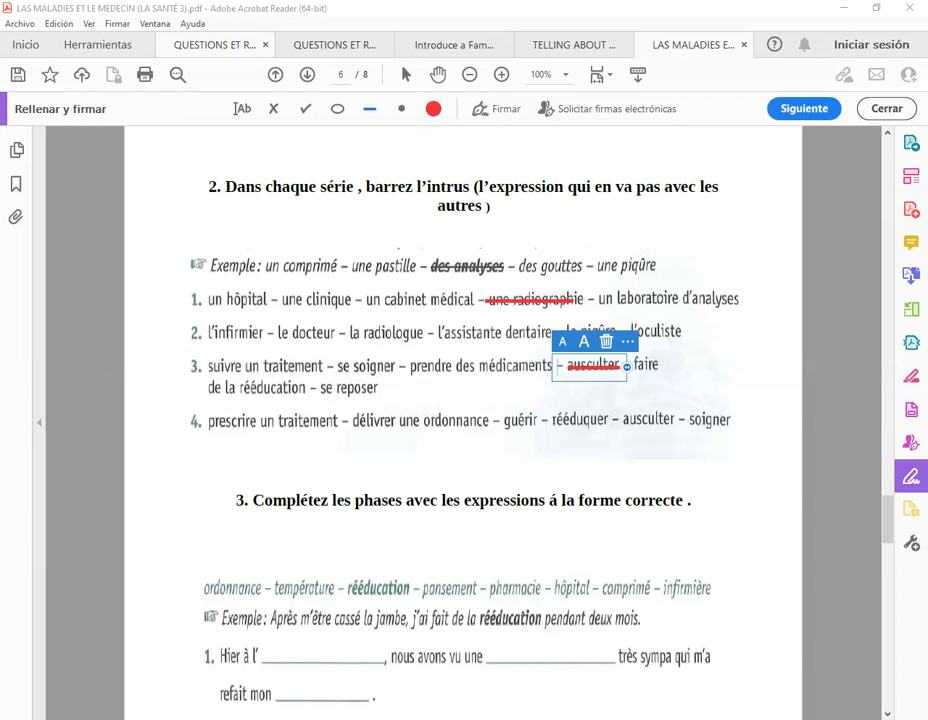 LAS MALADIES ET LE MEDECIN (LA SANTÉ 3).pdf - Adobe Acrobat Reader (64-bit)
Archivo Edición Ver Firmar Ventana Ayuda
Inicio Herramientas QUESTIONS ET R... × QUESTIONS ET R... Introduce a Fam... TELLING ABOUT ... LAS MALADIES E... × Iniciar sesión
6 / 8 100%
Rellenar y firmar Ab Firmar Solicitar firmas electrónicas Siguiente Cerrar
2. Dans chaque série , barrez l’intrus (l’expression qui en va pas avec les
autres )
Exemple : un comprimé – une pastille – des analyses – des gouttes – une piqûre
1. un hôpital – une clinique – un cabinet médical – une radiographie – un laboratoire d’analyses
2. l’infirmier – le docteur – la radiologue – l’assistante dentaire – la piqûre – l’oculiste
A A
3. suivre un traitement – se soigner – prendre des médicaments – ausculter – faire
de la rééducation – se reposer
4. prescrire un traitement – délivrer une ordonnance – guérir – rééduquer – ausculter – soigner
3. Complétez les phases avec les expressions á la forme correcte .
ordonnance – température – rééducation – pansement – pharmacie – hôpital – comprimé – infirmière
Exemple : Après m’être cassé la jambe, j’ai fait de la rééducation pendant deux mois.
1. Hier à l’ ____________, nous avons vu une ____________ très sympa qui m’a
refait mon ____________ .